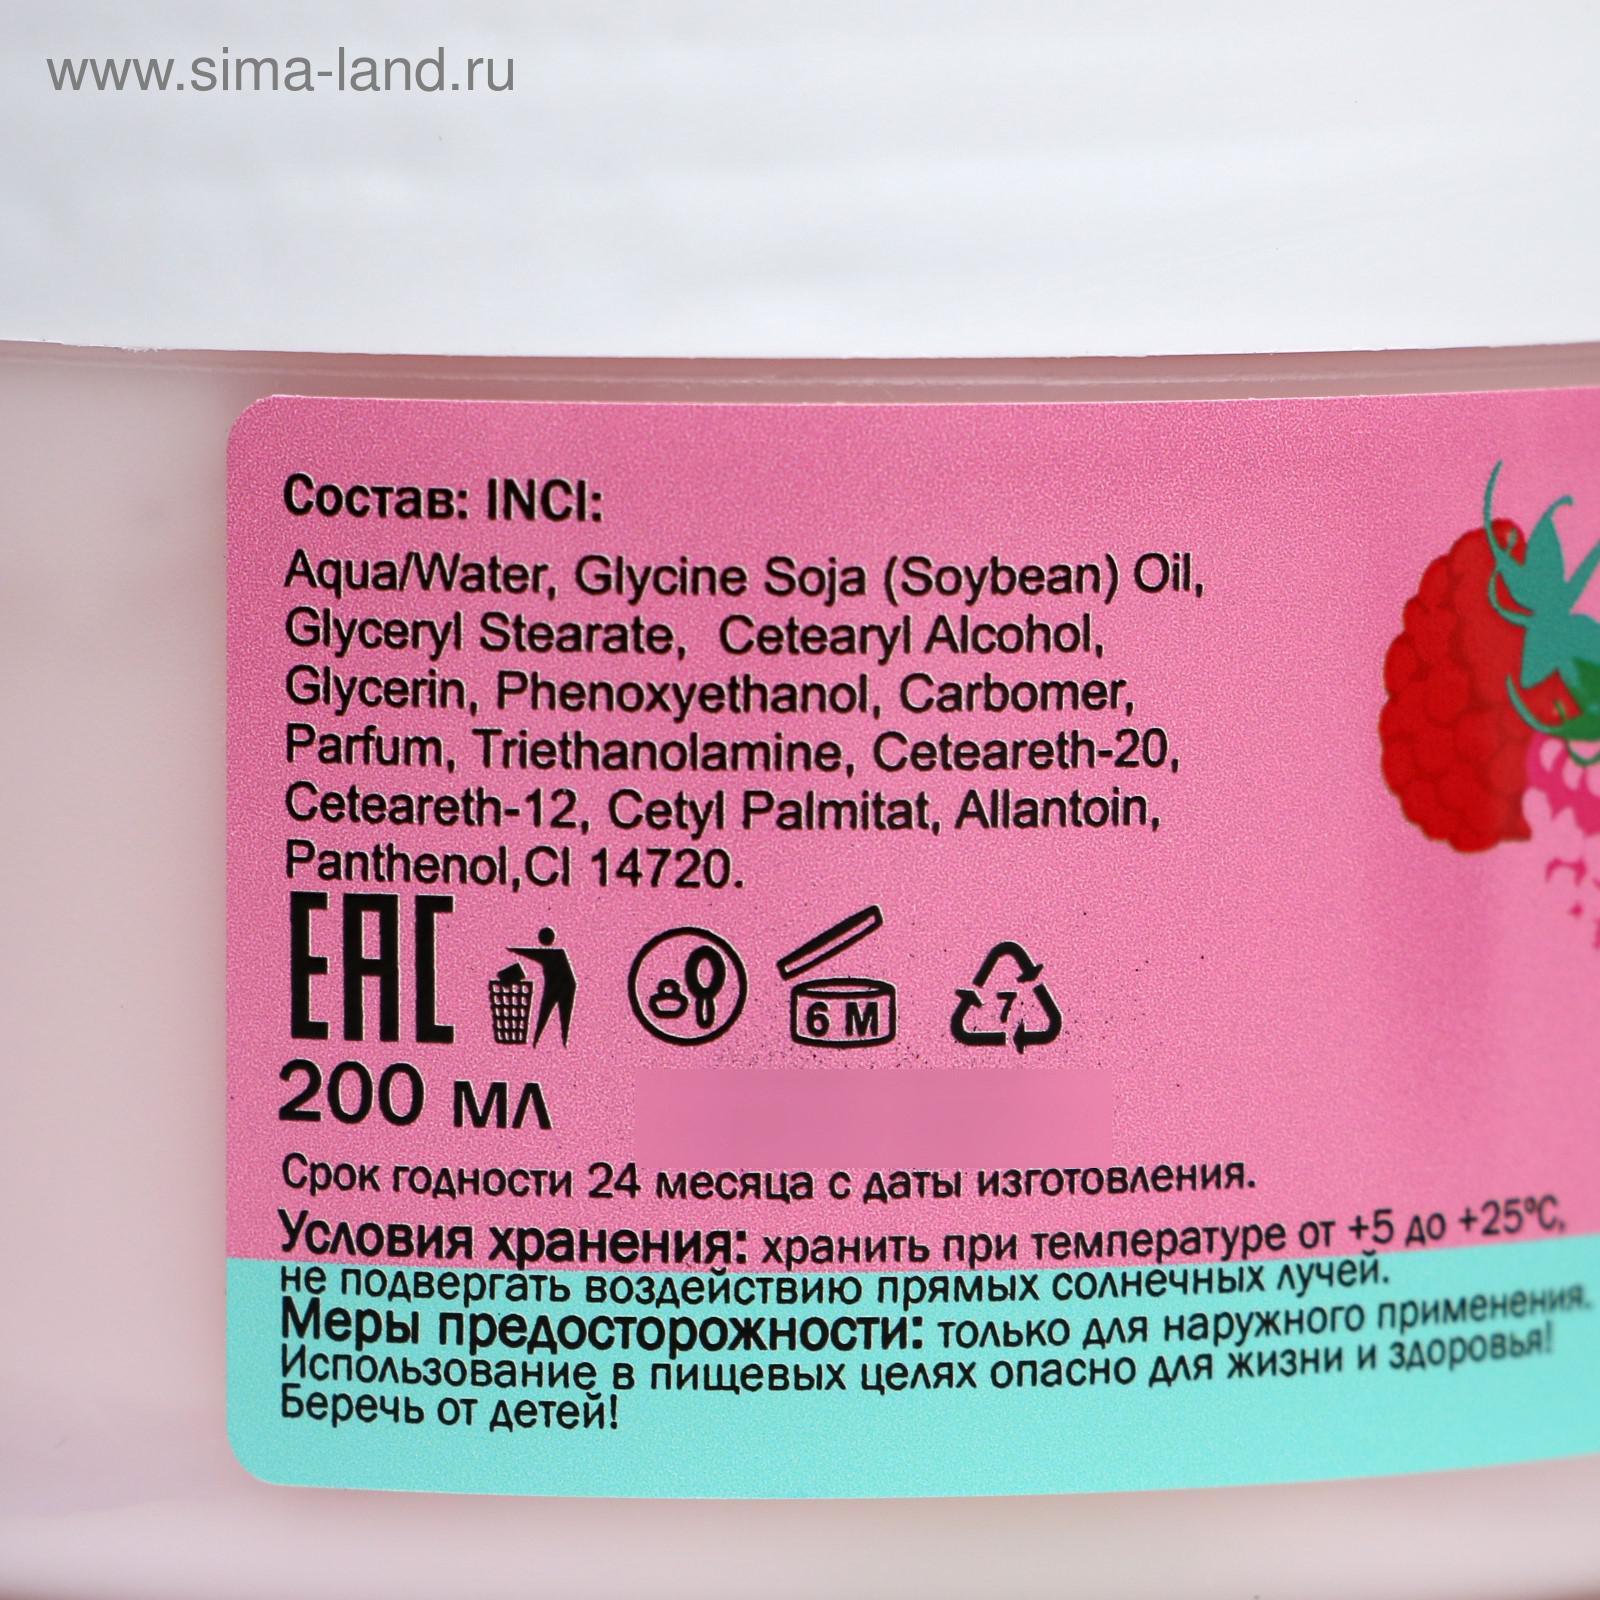 www.sima-land.ru
Состав: INCI:
Aqua/Water, Glycine Soja (Soybean) Oil,
Glyceryl Stearate, Cetearyl Alcohol,
Glycerin, Phenoxyethanol, Carbomer,
Parfum, Triethanolamine, Ceteareth-20,
Ceteareth-12, Cetyl Palmitat, Allantoin,
Panthenol,CI 14720.
EAC
6 M
7
200 мл
Срок годности 24 месяца с даты изготовления.
Условия хранения: хранить при температуре от +5 до +25ºC,
не подвергать воздействию прямых солнечных лучей.
Меры предосторожности: только для наружного применения.
Использование в пищевых целях опасно для жизни и здоровья!
Беречь от детей!